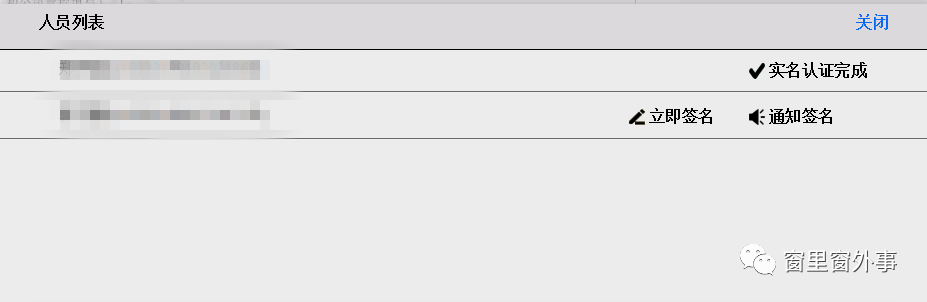 人员列表 关闭
实名认证完成
立即签名 通知签名
窗里窗外事